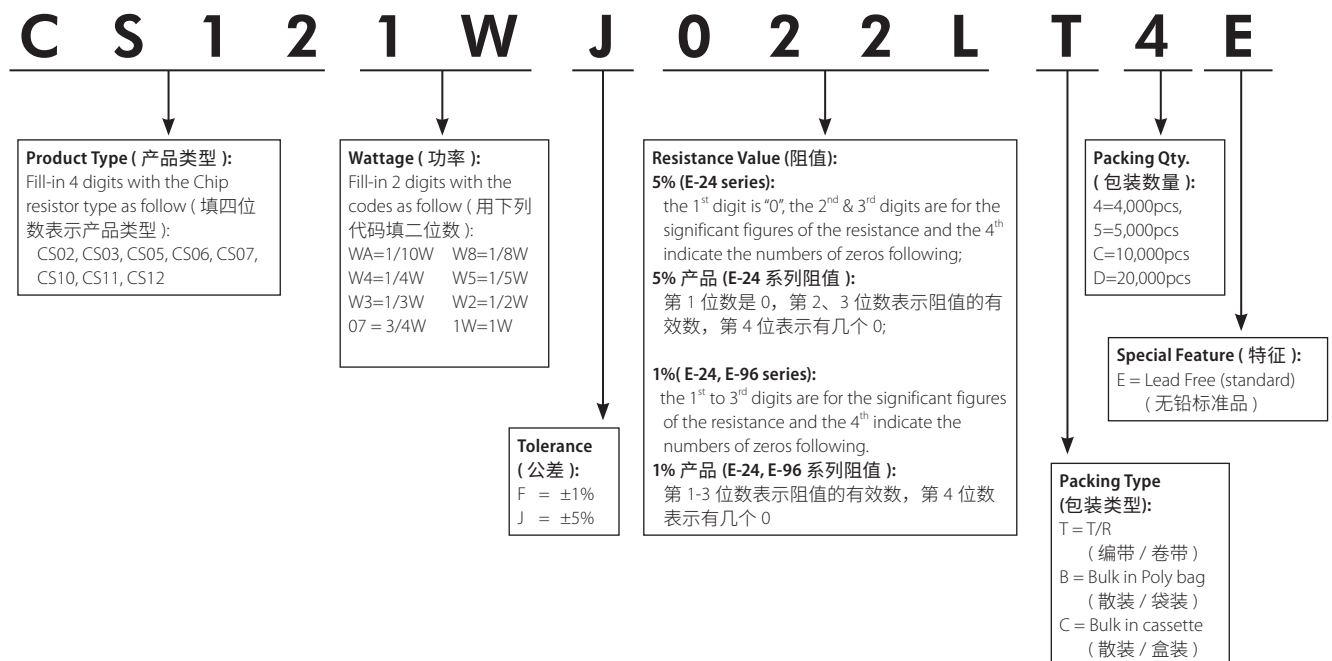 C S 1 2 1 W J 0 2 2 L T 4 E
Product Type ( 产品类型 ):
Fill-in 4 digits with the Chip
resistor type as follow ( 填四位
数表示产品类型 ):
CS02, CS03, CS05, CS06, CS07,
CS10, CS11, CS12
Wattage ( 功率 ):
Fill-in 2 digits with the
codes as follow ( 用下列
代码填二位数 ):
WA=1/10W W8=1/8W
W4=1/4W W5=1/5W
W3=1/3W W2=1/2W
07 = 3/4W 1W=1W
Tolerance
( 公差 ):
F = ±1%
J = ±5%
Resistance Value (阻值):
5% (E-24 series):
the 1st digit is “0”, the 2nd & 3rd digits are for the
significant figures of the resistance and the 4th
indicate the numbers of zeros following;
5% 产品 (E-24 系列阻值 ):
第 1 位数是 0，第 2、3 位数表示阻值的有
效数，第 4 位表示有几个 0;
1%( E-24, E-96 series):
the 1st to 3rd digits are for the significant figures
of the resistance and the 4th indicate the
numbers of zeros following.
1% 产品 (E-24, E-96 系列阻值 ):
第 1-3 位数表示阻值的有效数，第 4 位数
表示有几个 0
Packing Type
(包装类型):
T = T/R
( 编带 / 卷带 )
B = Bulk in Poly bag
( 散装 / 袋装 )
C = Bulk in cassette
( 散装 / 盒装 )
Packing Qty.
( 包装数量 ):
4=4,000pcs,
5=5,000pcs
C=10,000pcs
D=20,000pcs
Special Feature ( 特征 ):
E = Lead Free (standard)
( 无铅标准品 )